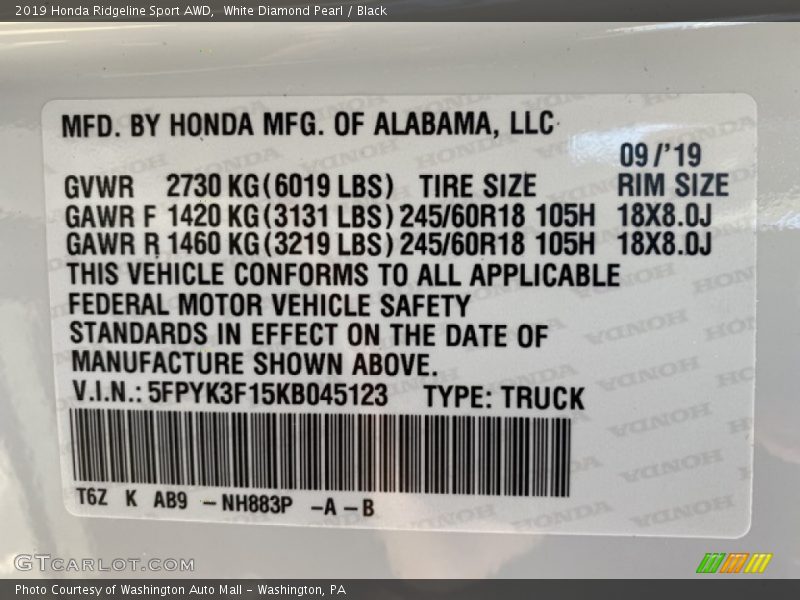 2019 Honda Ridgeline Sport AWD, White Diamond Pearl / Black
MFD. BY HONDA MFG. OF ALABAMA, LLC
09/'19
GVWR 2730 KG(6019 LBS) TIRE SIZE RIM SIZE
GAWR F 1420 KG(3131 LBS) 245/60R18 105H 18X8.0J
GAWR R 1460 KG(3219 LBS) 245/60R18 105H 18X8.0J
THIS VEHICLE CONFORMS TO ALL APPLICABLE
FEDERAL MOTOR VEHICLE SAFETY
STANDARDS IN EFFECT ON THE DATE OF
MANUFACTURE SHOWN ABOVE.
V.I.N.: 5FPYK3F15KB045123 TYPE: TRUCK
T6Z K AB9 -NH883P -A-B
GTCARLOT.COM
Photo Courtesy of Washington Auto Mall - Washington, PA